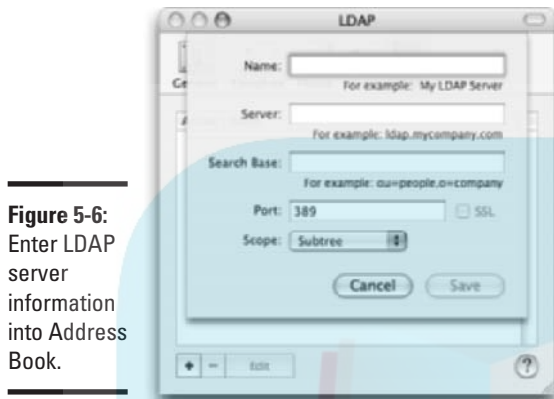 LDAP
Name:
For example: My LDAP Server
Server:
For example: ldap.mycompany.com
Search Base:
For example: ou=people,o=company
Port: 389 SSL
Scope: Subtree
Cancel Save
+ − Edit ?
Figure 5-6:
Enter LDAP
server
information
into Address
Book.